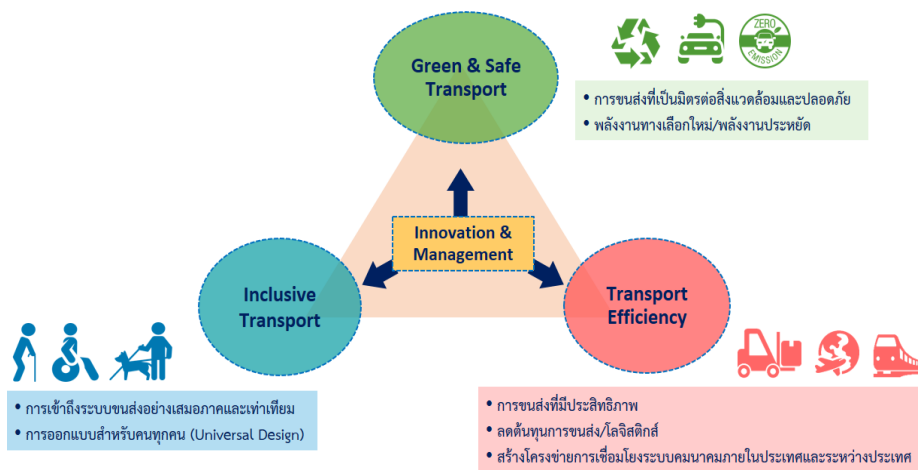 Green & Safe
Transport
ZERO
EMISSION
• การขนส่งที่เป็นมิตรต่อสิ่งแวดล้อมและปลอดภัย
• พลังงานทางเลือกใหม่/พลังงานประหยัด
Innovation &
Management
Inclusive
Transport
Transport
Efficiency
• การเข้าถึงระบบขนส่งอย่างเสมอภาคและเท่าเทียม
• การออกแบบสำหรับคนทุกคน (Universal Design)
• การขนส่งที่มีประสิทธิภาพ
• ลดต้นทุนการขนส่ง/โลจิสติกส์
• สร้างโครงข่ายการเชื่อมโยงระบบคมนาคมภายในประเทศและระหว่างประเทศ